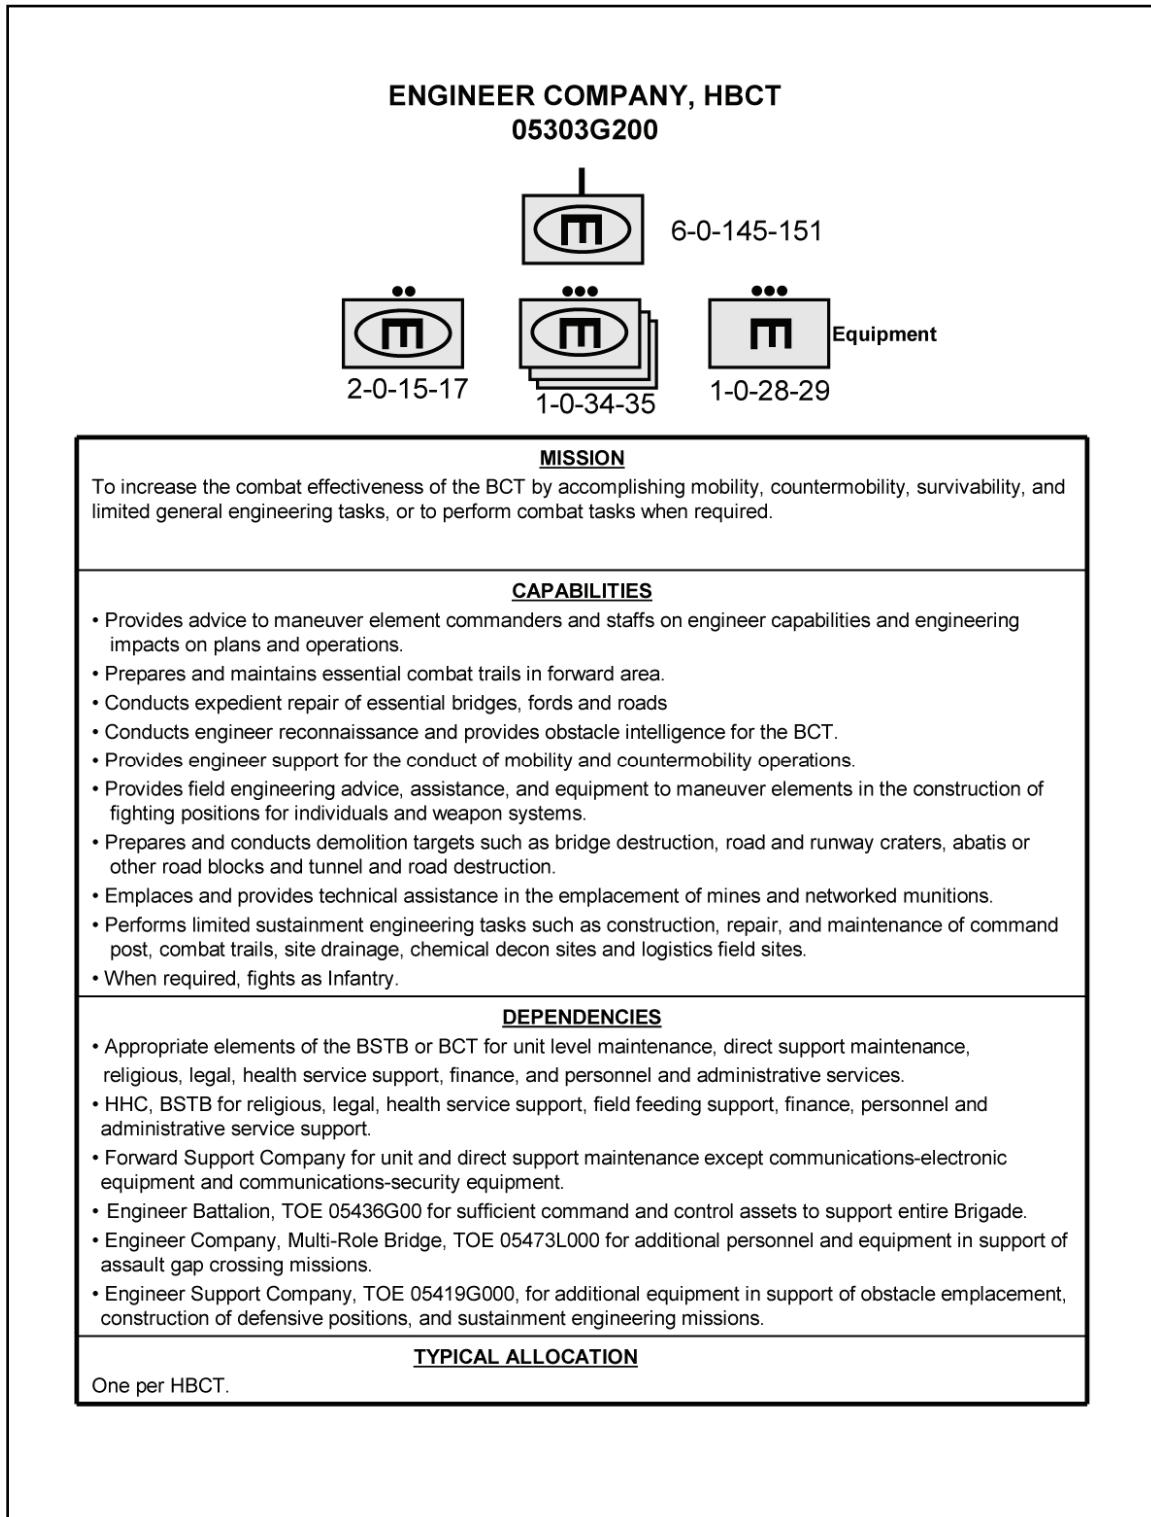 ENGINEER COMPANY, HBCT
05303G200
6-0-145-151
Equipment
2-0-15-17
1-0-34-35
1-0-28-29
MISSION
To increase the combat effectiveness of the BCT by accomplishing mobility, countermobility, survivability, and
limited general engineering tasks, or to perform combat tasks when required.
CAPABILITIES
• Provides advice to maneuver element commanders and staffs on engineer capabilities and engineering
impacts on plans and operations.
• Prepares and maintains essential combat trails in forward area.
• Conducts expedient repair of essential bridges, fords and roads
• Conducts engineer reconnaissance and provides obstacle intelligence for the BCT.
• Provides engineer support for the conduct of mobility and countermobility operations.
• Provides field engineering advice, assistance, and equipment to maneuver elements in the construction of
fighting positions for individuals and weapon systems.
• Prepares and conducts demolition targets such as bridge destruction, road and runway craters, abatis or
other road blocks and tunnel and road destruction.
• Emplaces and provides technical assistance in the emplacement of mines and networked munitions.
• Performs limited sustainment engineering tasks such as construction, repair, and maintenance of command
post, combat trails, site drainage, chemical decon sites and logistics field sites.
• When required, fights as Infantry.
DEPENDENCIES
• Appropriate elements of the BSTB or BCT for unit level maintenance, direct support maintenance,
religious, legal, health service support, finance, and personnel and administrative services.
• HHC, BSTB for religious, legal, health service support, field feeding support, finance, personnel and
administrative service support.
• Forward Support Company for unit and direct support maintenance except communications-electronic
equipment and communications-security equipment.
• Engineer Battalion, TOE 05436G00 for sufficient command and control assets to support entire Brigade.
• Engineer Company, Multi-Role Bridge, TOE 05473L000 for additional personnel and equipment in support of
assault gap crossing missions.
• Engineer Support Company, TOE 05419G000, for additional equipment in support of obstacle emplacement,
construction of defensive positions, and sustainment engineering missions.
TYPICAL ALLOCATION
One per HBCT.